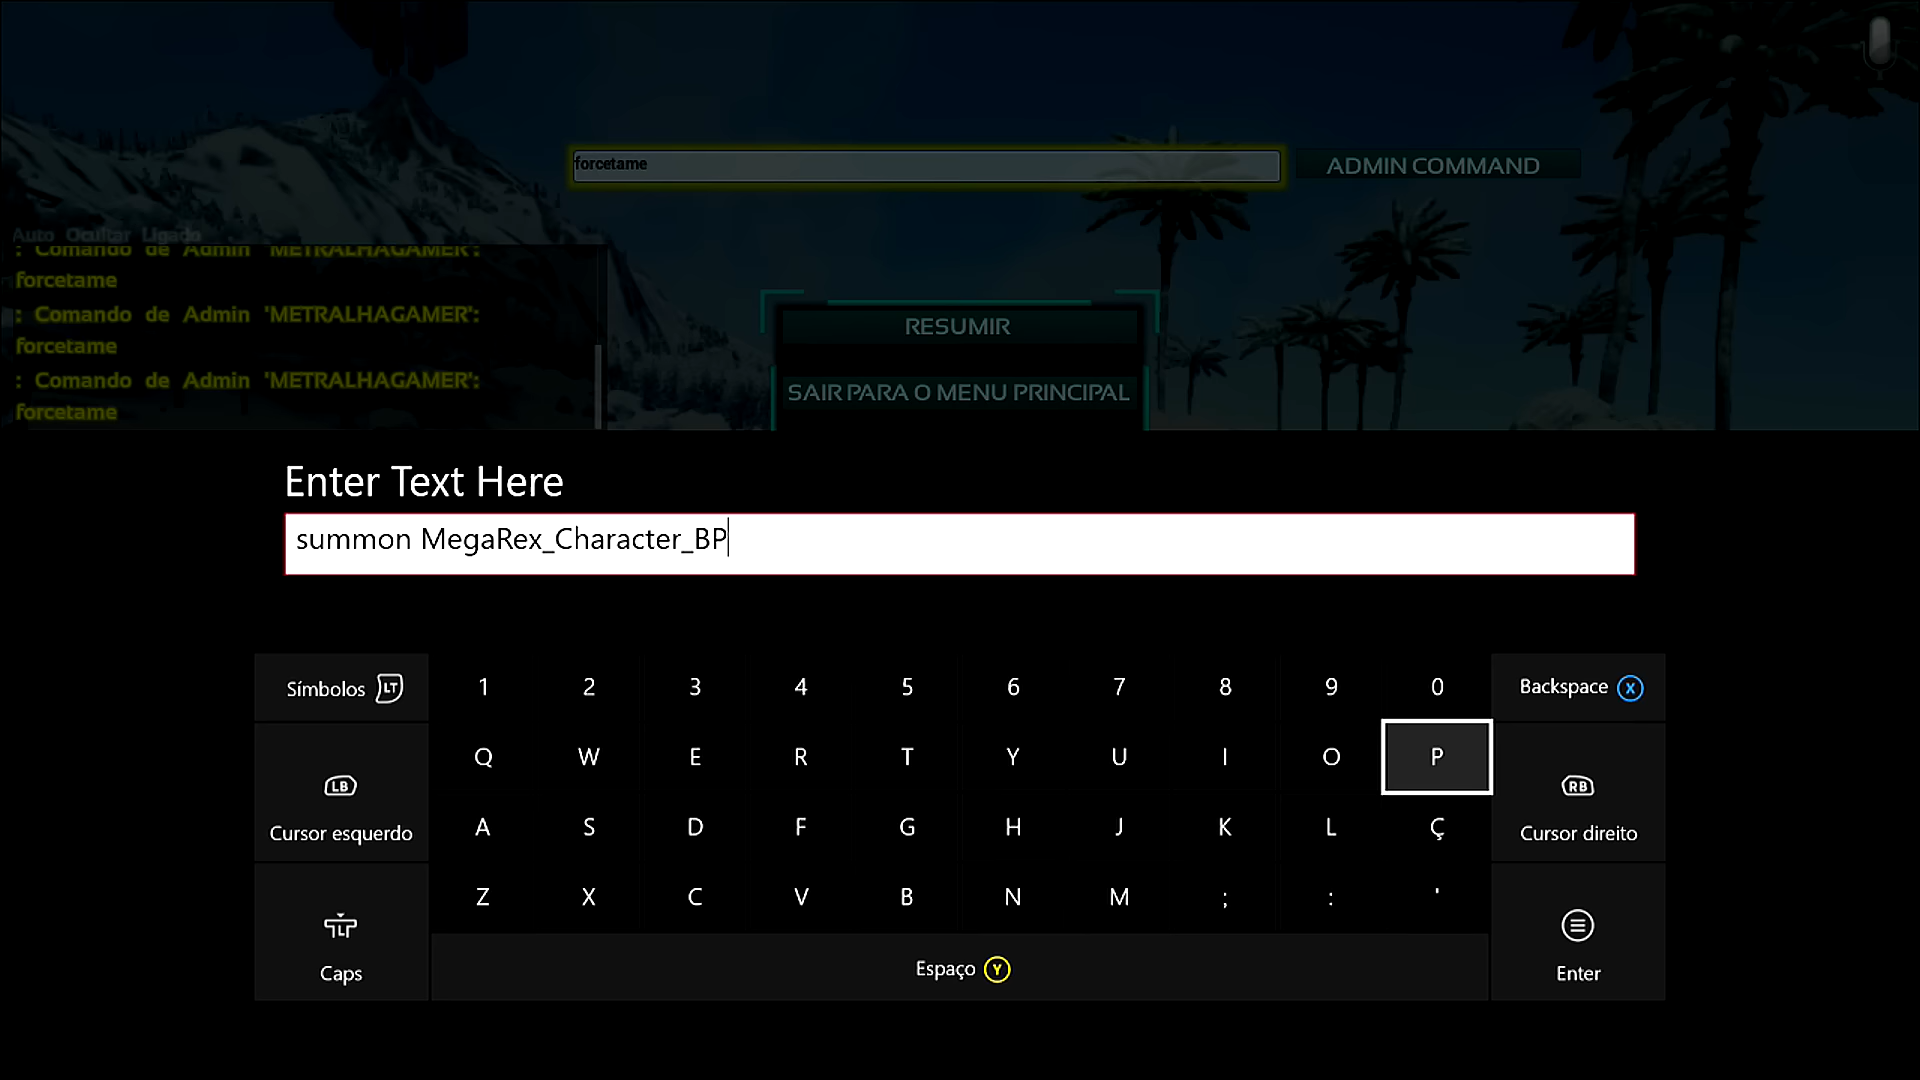 forcetame
ADMIN COMMAND
Auto Ocultar Ligado
: Comando de Admin 'METRALHAGAMER':
forcetame
: Comando de Admin 'METRALHAGAMER':
forcetame
: Comando de Admin 'METRALHAGAMER':
forcetame
RESUMIR
SAIR PARA O MENU PRINCIPAL
Enter Text Here
summon MegaRex_Character_BP
Símbolos LT 1 2 3 4 5 6 7 8 9 0 Backspace X
Q W E R T Y U I O P
LB RB
Cursor esquerdo A S D F G H J K L Ç Cursor direito
Z X C V B N M ; : '
Caps Espaço Y Enter